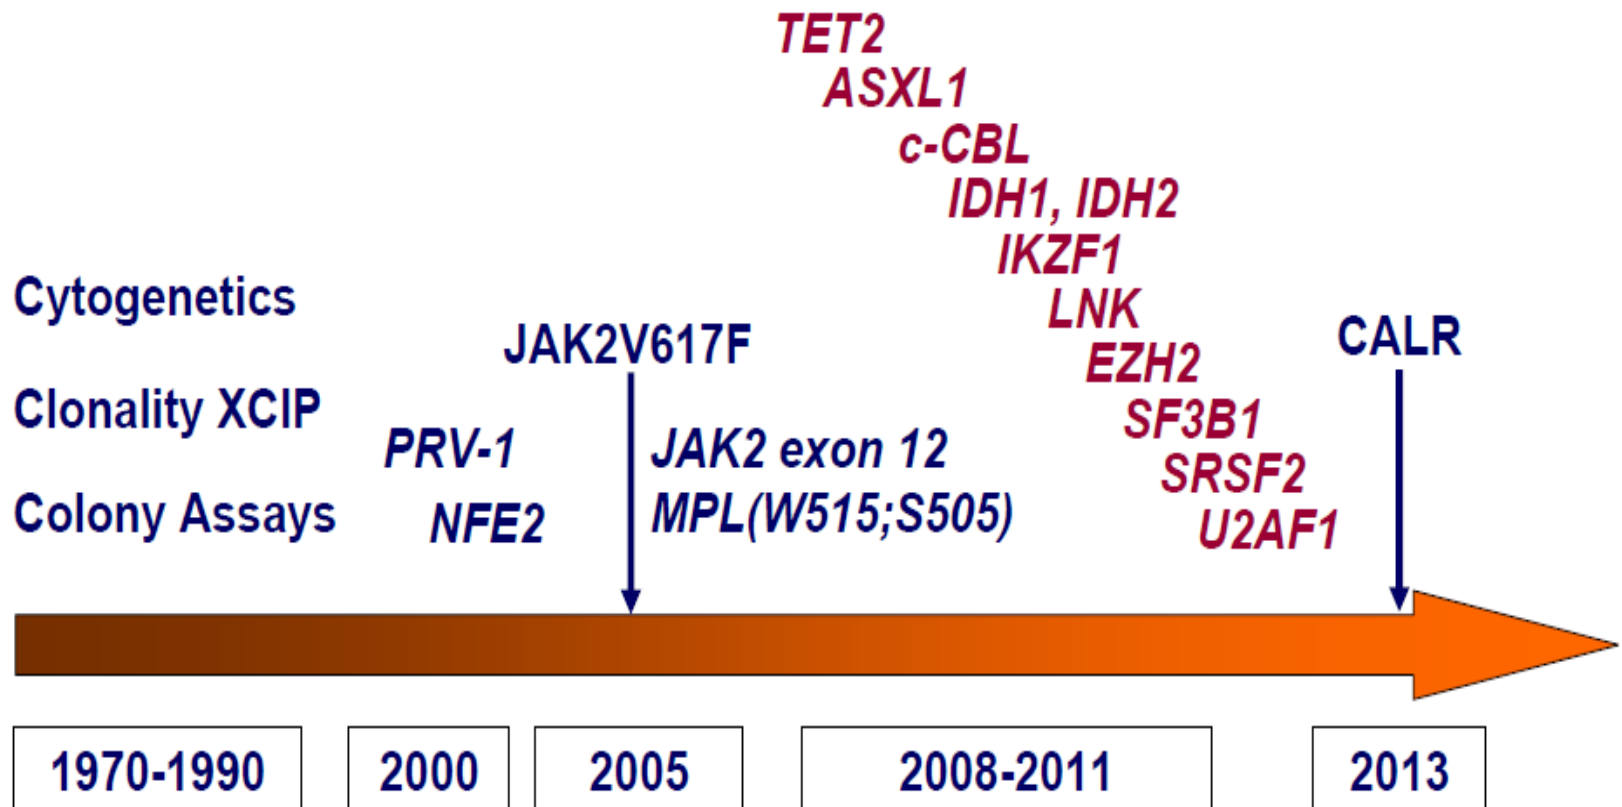 TET2
ASXL1
c-CBL
IDH1, IDH2
IKZF1
LNK
EZH2
SF3B1
SRSF2
U2AF1
Cytogenetics
Clonality XCIP
Colony Assays
PRV-1
NFE2
JAK2V617F
JAK2 exon 12
MPL(W515;S505)
CALR
1970-1990
2000
2005
2008-2011
2013